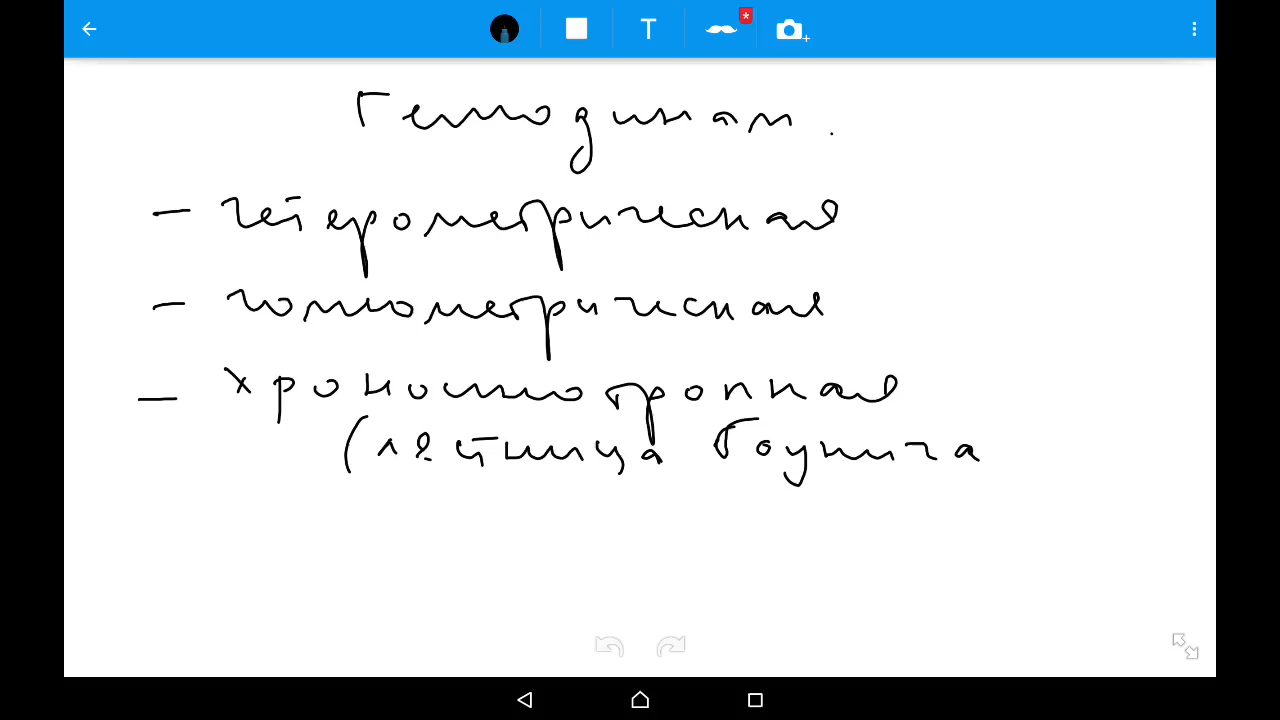 T
Гемодинам.
- гетерометрическая
- гомеометрическая
- хроноинотропная
(лестница Боудича